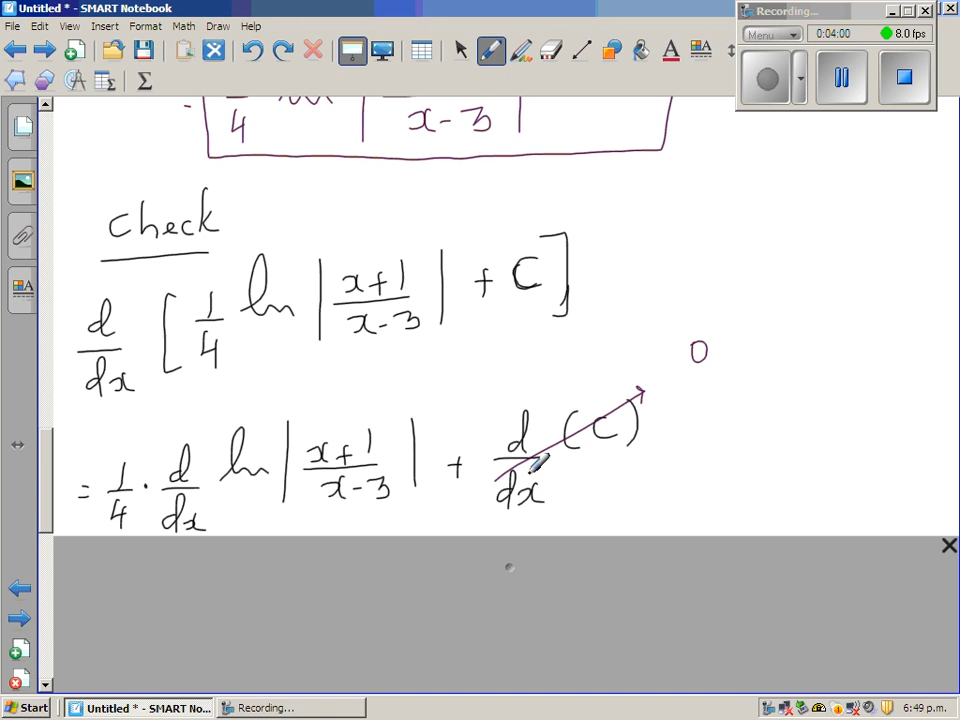 Untitled * - SMART Notebook
Recording...
File Edit View Insert Format Math Draw Help
Menu 0:04:00 8.0 fps
4 x-3
Check
d/dx [ 1/4 ln | x+1 / x-3 | + C ]
0
= 1/4 · d/dx ln | x+1 / x-3 | + d/dx (C)
Start Untitled * - SMART No... Recording... 6:49 p.m.